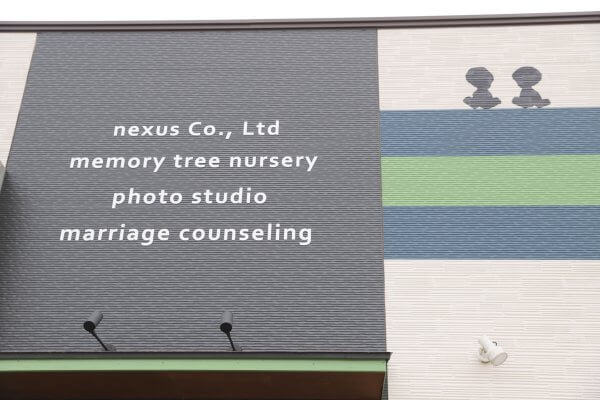 nexus Co., Ltd
memory tree nursery
photo studio
marriage counseling